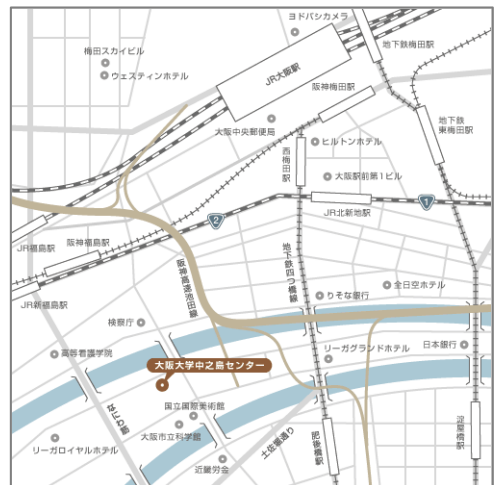 ヨドバシカメラ
地下鉄梅田駅
梅田スカイビル
ウェスティンホテル
JR大阪駅
阪神梅田駅
大阪中央郵便局
地下鉄
東梅田駅
ヒルトンホテル
西梅田駅
大阪駅前第1ビル
1
JR北新地駅
2
JR福島駅
阪神福島駅
阪神高速池田線
地下鉄四つ橋線
全日空ホテル
りそな銀行
JR新福島駅
検察庁
高等看護学院
リーガグランドホテル
日本銀行
大阪大学中之島センター
なにわ筋
国立国際美術館
大阪市立科学館
土佐堀通り
肥後橋駅
淀屋橋駅
リーガロイヤルホテル
近畿労金